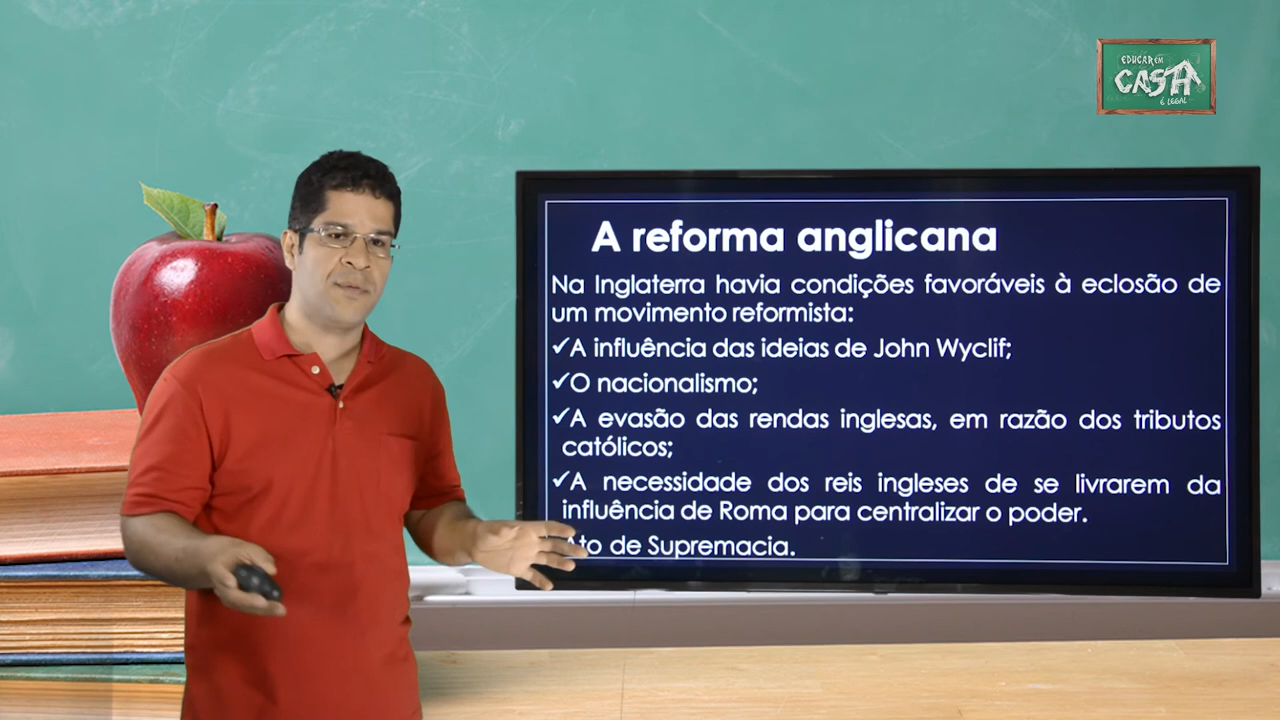 EDUCAR EM
CASA
É LEGAL
A reforma anglicana
Na Inglaterra havia condições favoráveis à eclosão de
um movimento reformista:
✓A influência das ideias de John Wyclif;
✓O nacionalismo;
✓A evasão das rendas inglesas, em razão dos tributos
católicos;
✓A necessidade dos reis ingleses de se livrarem da
influência de Roma para centralizar o poder.
Ato de Supremacia.